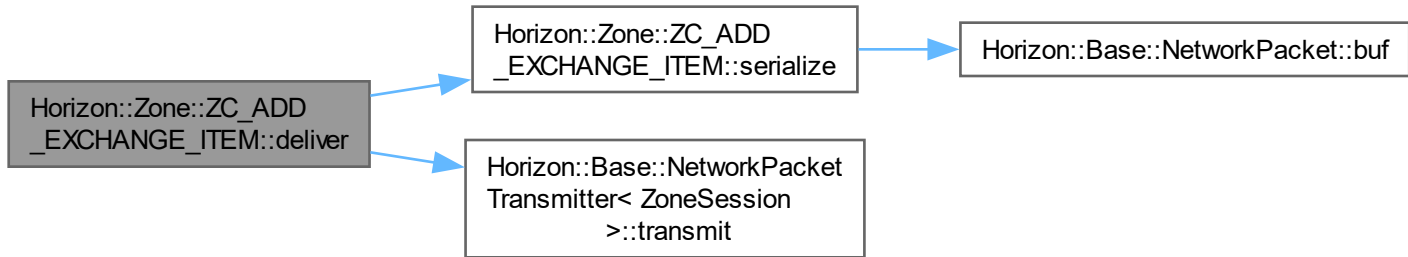 Horizon::Zone::ZC_ADD
_EXCHANGE_ITEM::deliver
Horizon::Zone::ZC_ADD
_EXCHANGE_ITEM::serialize
Horizon::Base::NetworkPacket::buf
Horizon::Base::NetworkPacket
Transmitter< ZoneSession
>::transmit